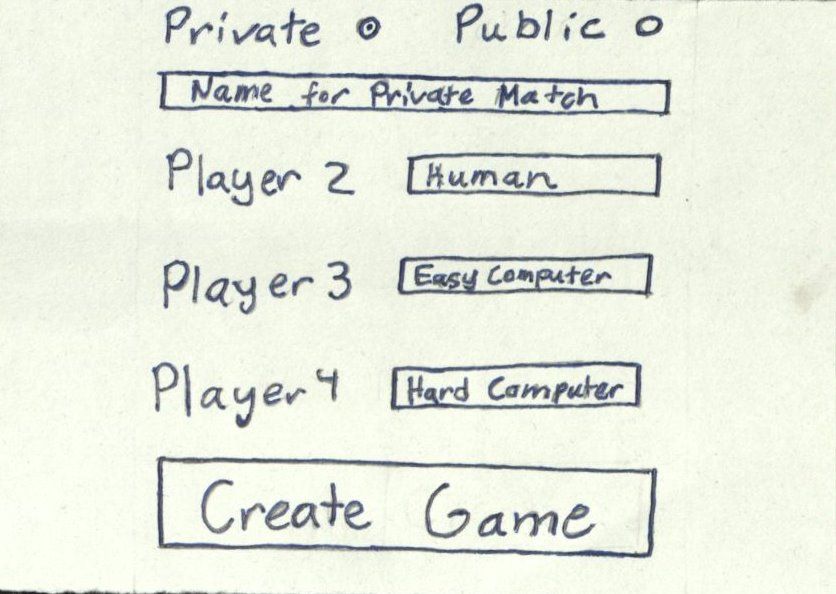 Private Public
Name for Private Match
Player 2 Human
Player 3 Easy Computer
Player 4 Hard Computer
Create Game